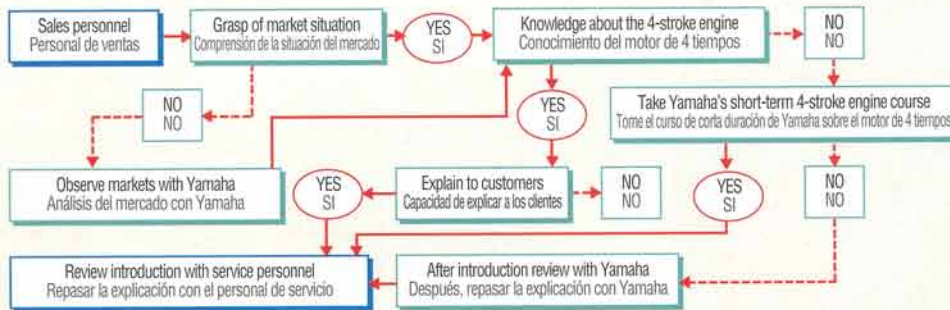 Sales personnel
Personal de ventas
Grasp of market situation
Comprensión de la situación del mercado
YES
SI
Knowledge about the 4-stroke engine
Conocimiento del motor de 4 tiempos
NO
NO
NO
NO
YES
SI
Take Yamaha's short-term 4-stroke engine course
Tome el curso de corta duración de Yamaha sobre el motor de 4 tiempos
Observe markets with Yamaha
Análisis del mercado con Yamaha
YES
SI
Explain to customers
Capacidad de explicar a los clientes
NO
NO
YES
SI
NO
NO
Review introduction with service personnel
Repasar la explicación con el personal de servicio
After introduction review with Yamaha
Después, repasar la explicación con Yamaha